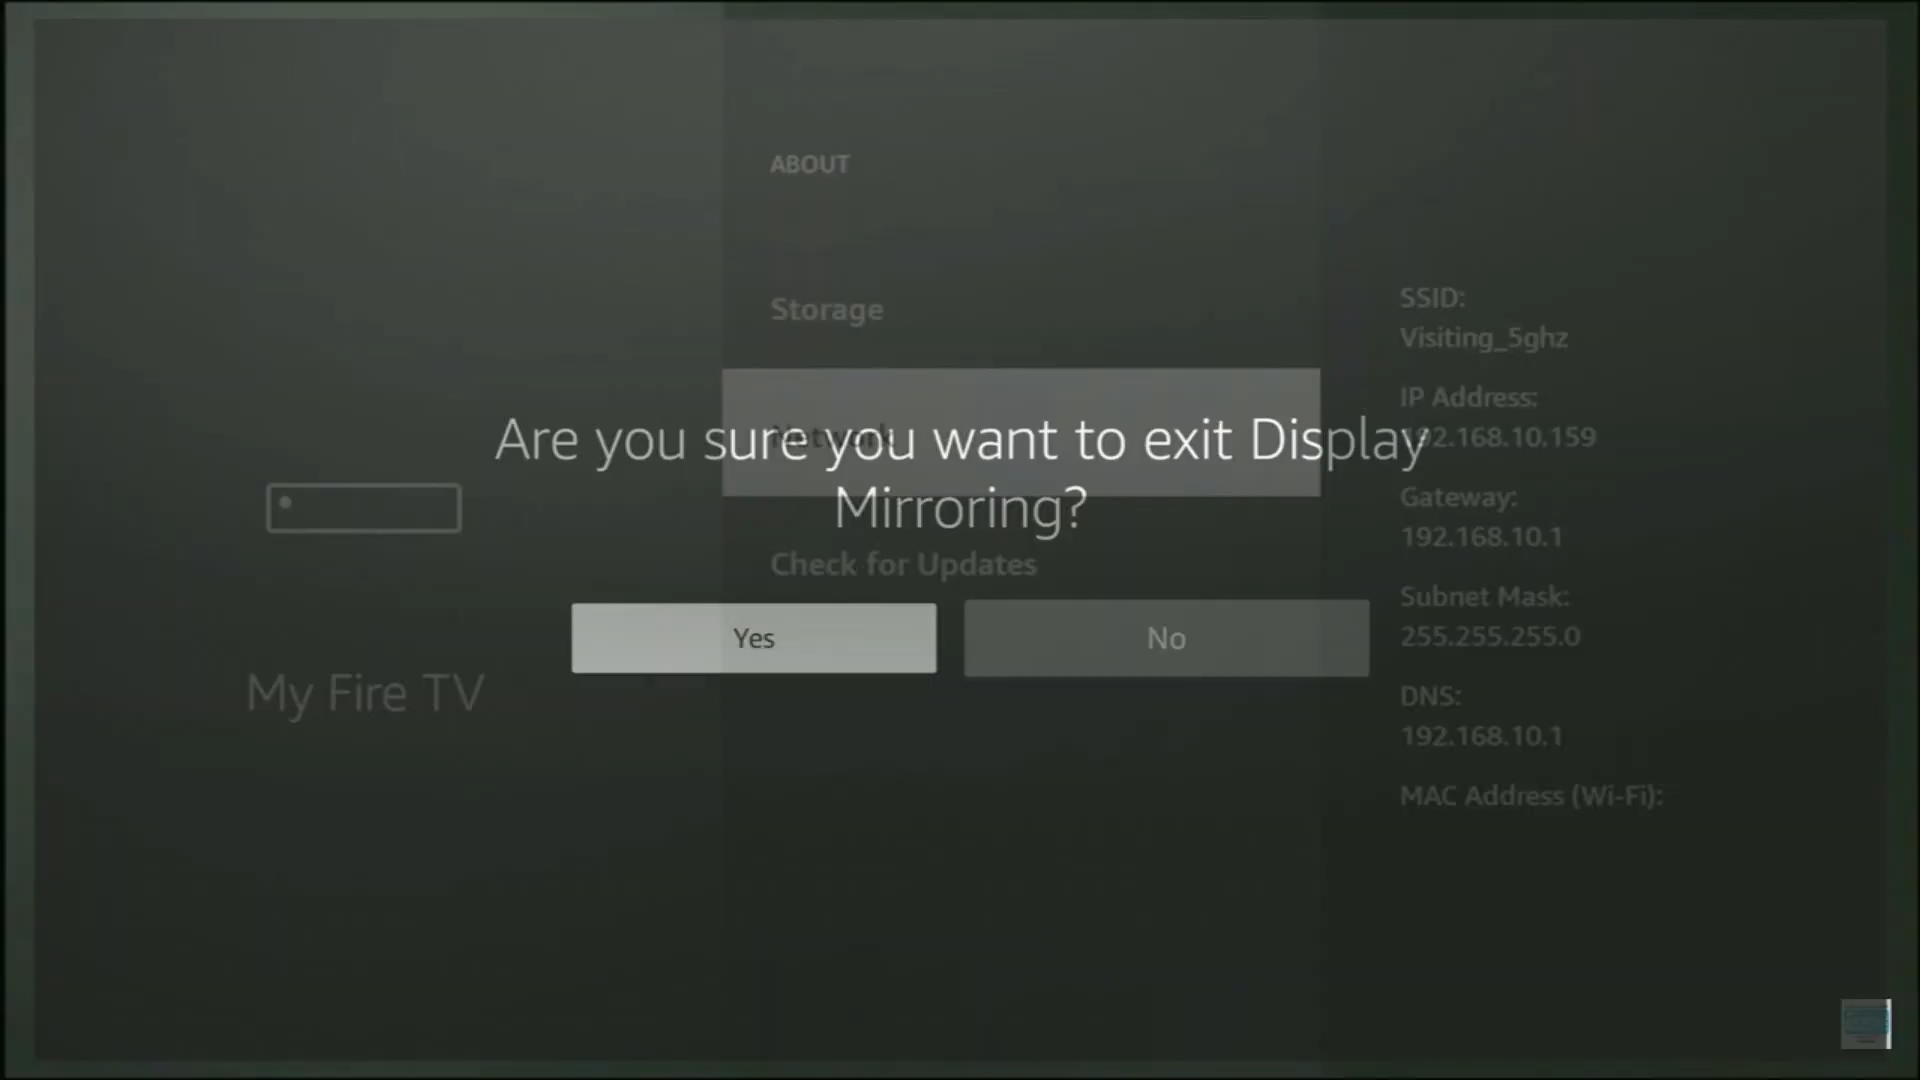 ABOUT
Storage
Network
Check for Updates
Are you sure you want to exit Display
Mirroring?
Yes
No
My Fire TV
SSID:
Visiting_5ghz
IP Address:
192.168.10.159
Gateway:
192.168.10.1
Subnet Mask:
255.255.255.0
DNS:
192.168.10.1
MAC Address (Wi-Fi):